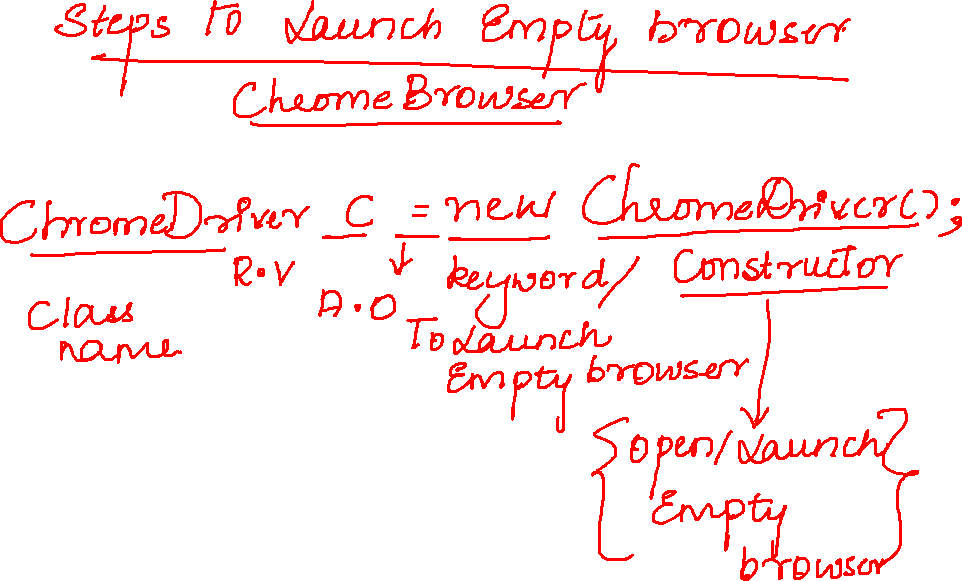 Steps to Launch Empty browser
Cheome Browser
ChromeDriver C = new CheomeDriver();
R.V
A.O
keyword/
Constructor
Class
name
To Launch
Empty browser
{open/Launch
Empty
browser}